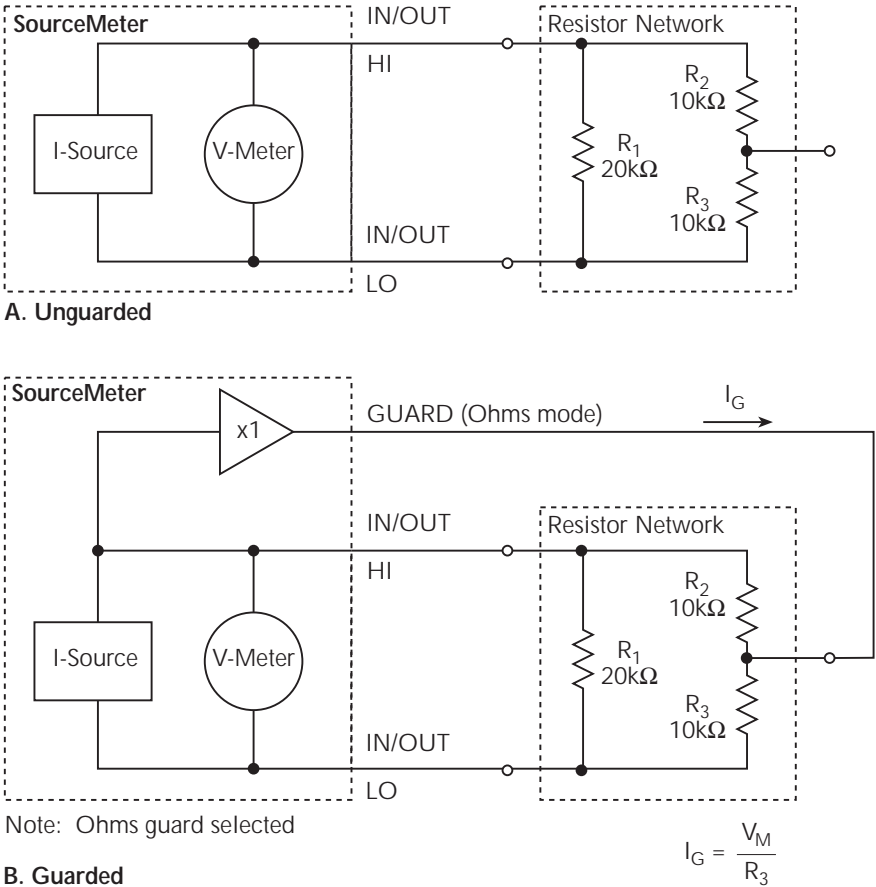 SourceMeter
IN/OUT
HI
Resistor Network
R2
10kΩ
I-Source
V-Meter
R1
20kΩ
R3
10kΩ
IN/OUT
LO
A. Unguarded
SourceMeter
x1
GUARD (Ohms mode)
IG
IN/OUT
HI
Resistor Network
R2
10kΩ
I-Source
V-Meter
R1
20kΩ
R3
10kΩ
IN/OUT
LO
Note: Ohms guard selected
IG = VM
R3
B. Guarded